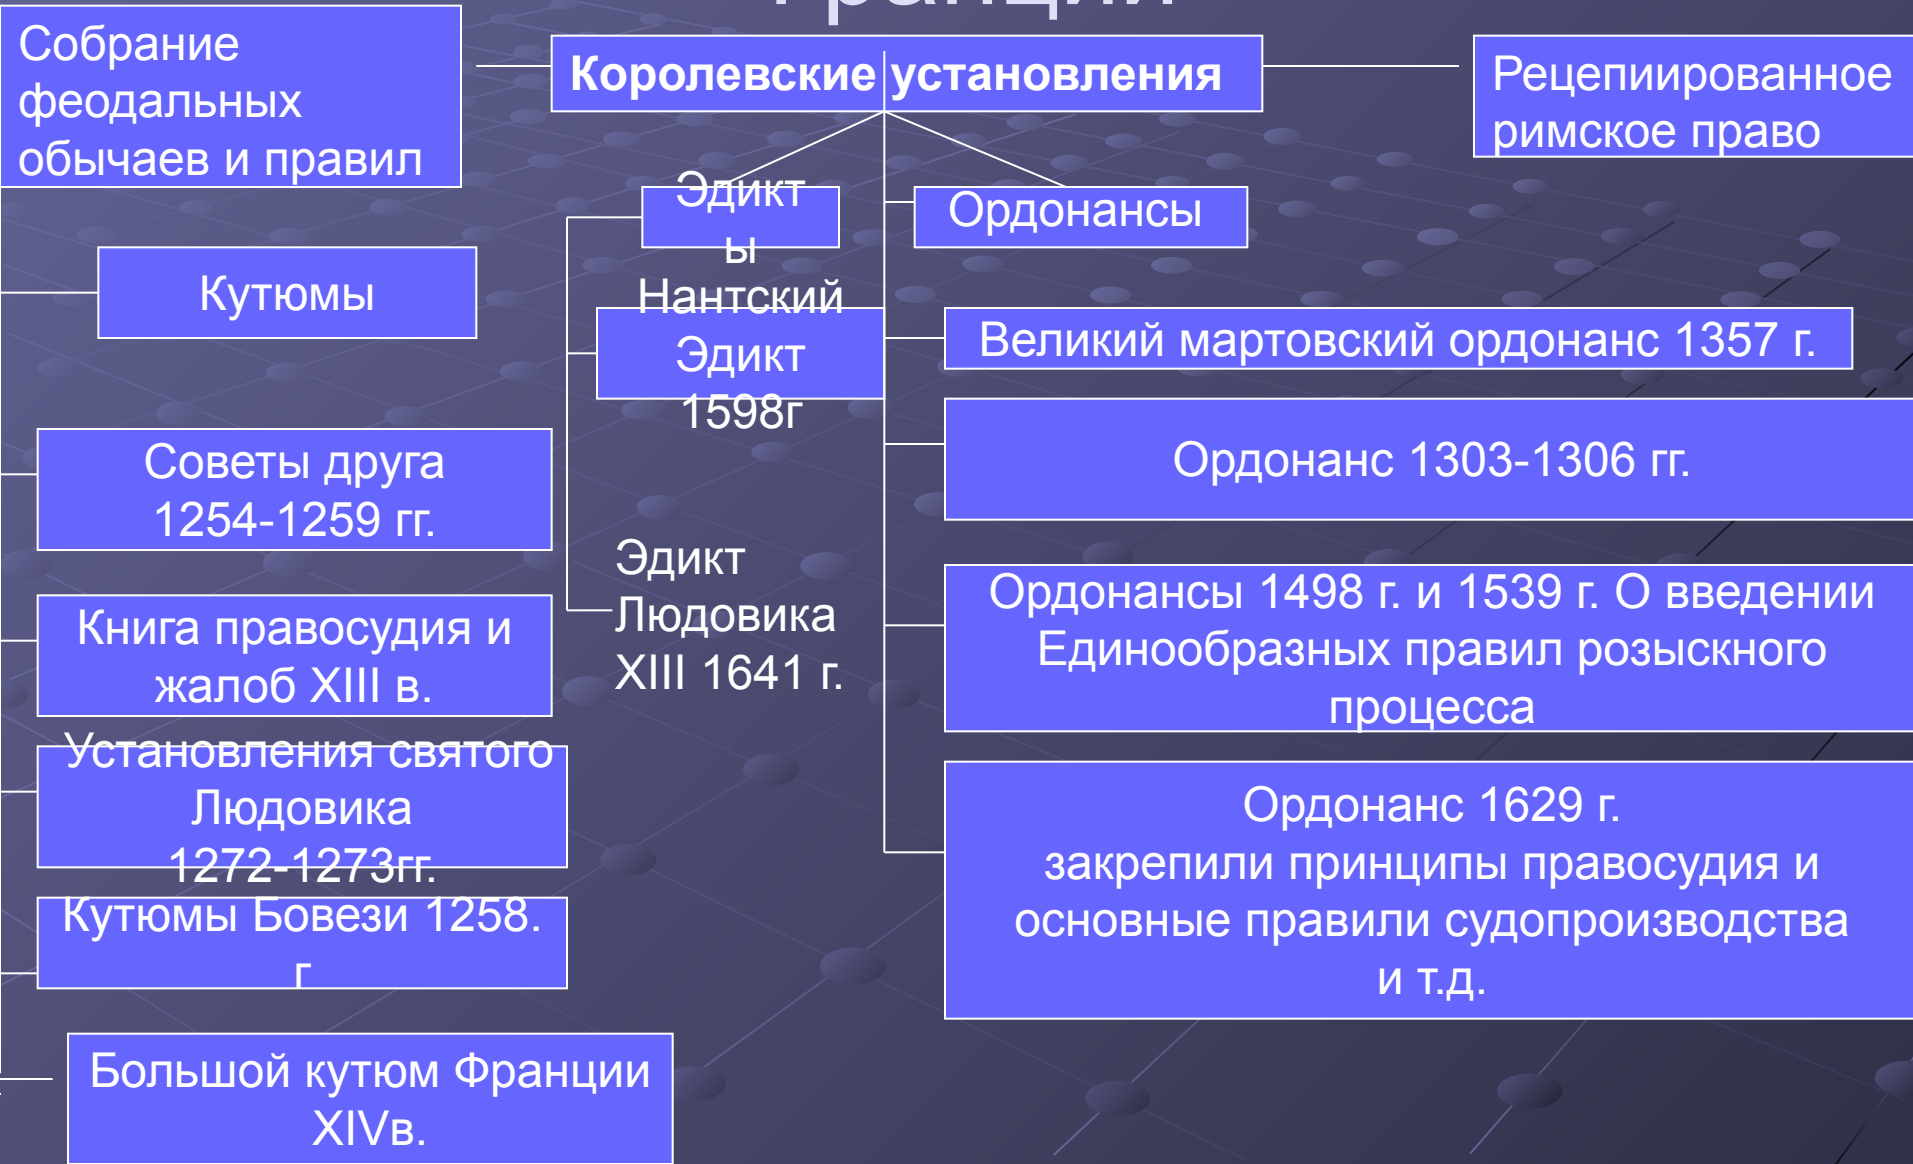 Франции
Собрание
феодальных
обычаев и правил
Королевские установления
Рецепиированное
римское право
Кутюмы
Советы друга
1254-1259 гг.
Книга правосудия и
жалоб XIII в.
Установления святого
Людовика
1272-1273гг.
Кутюмы Бовези 1258.
г
Большой кутюм Франции
XIVв.
Эдикт
ы
Нантский
Эдикт
1598г
Эдикт
Людовика
XIII 1641 г.
Ордонансы
Великий мартовский ордонанс 1357 г.
Ордонанс 1303-1306 гг.
Ордонансы 1498 г. и 1539 г. О введении
Единообразных правил розыскного
процесса
Ордонанс 1629 г.
закрепили принципы правосудия и
основные правили судопроизводства
и т.д.